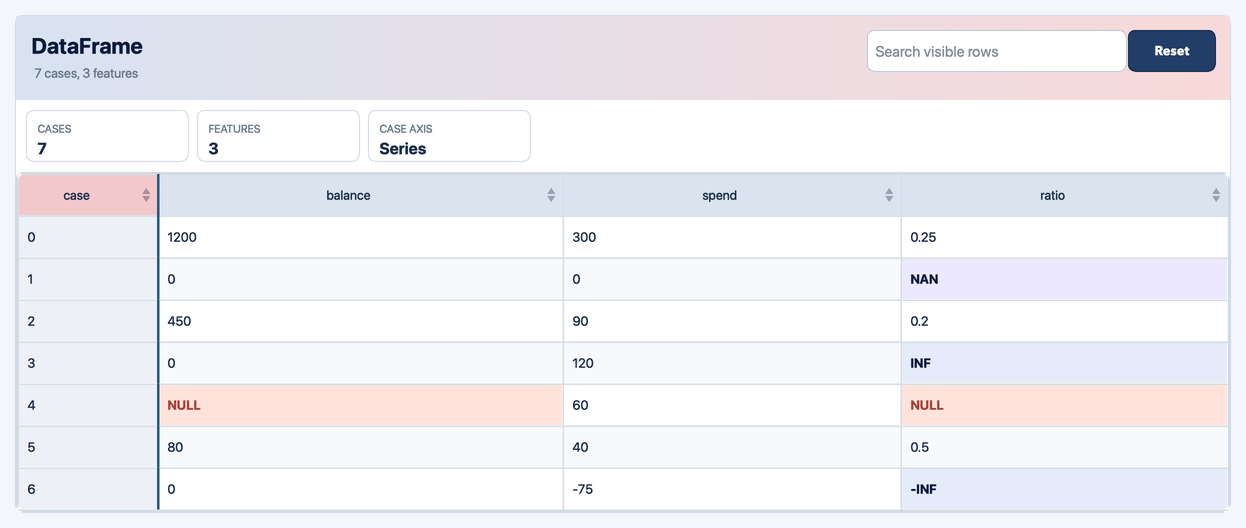 DataFrame
7 cases, 3 features
Search visible rows
Reset
CASES
7
FEATURES
3
CASE AXIS
Series
case balance spend ratio
0 1200 300 0.25
1 0 0 NAN
2 450 90 0.2
3 0 120 INF
4 NULL 60 NULL
5 80 40 0.5
6 0 -75 -INF